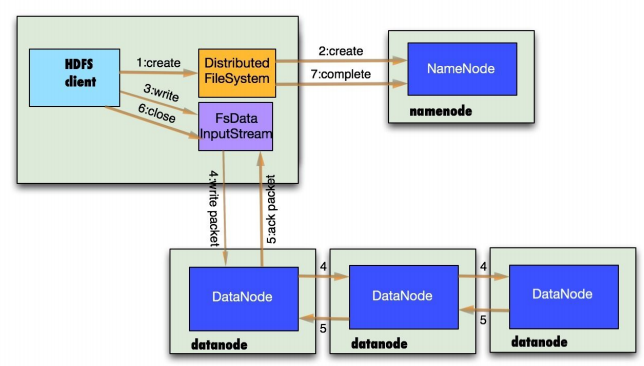 HDFS
client
1:create
Distributed
FileSystem
2:create
7:complete
NameNode
namenode
3:write
6:close
FsData
InputStream
4:write packet
5:ack packet
DataNode
datanode
4
5
DataNode
datanode
4
5
DataNode
datanode